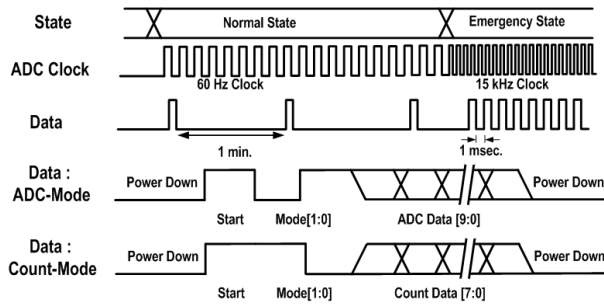 State Normal State Emergency State
ADC Clock
60 Hz Clock 15 kHz Clock
Data
1 min. 1 msec.
Data :
ADC-Mode
Power Down Power Down
Start Mode[1:0] ADC Data [9:0]
Data :
Count-Mode
Power Down Power Down
Start Mode[1:0] Count Data [7:0]